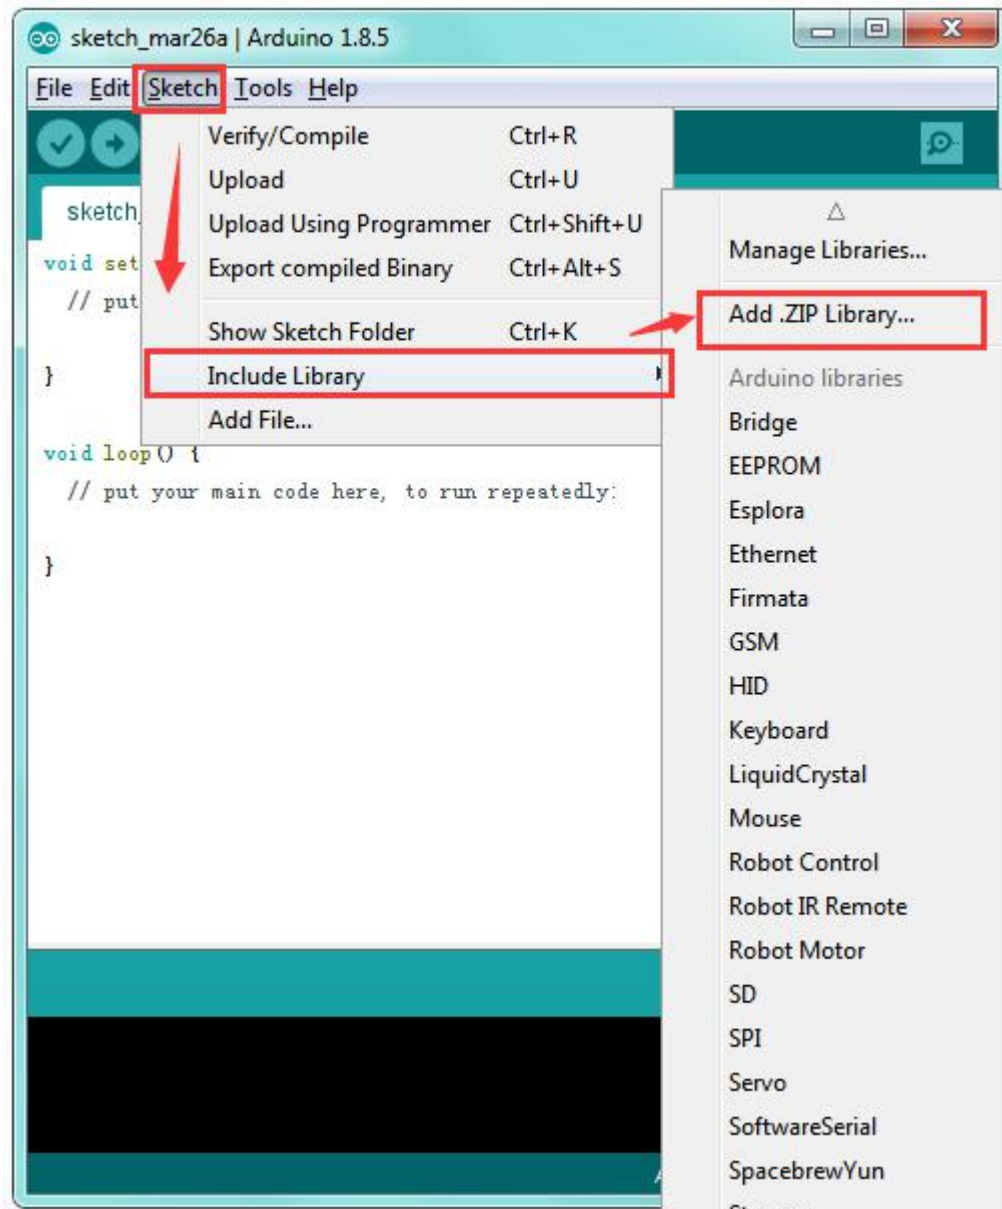 sketch_mar26a | Arduino 1.8.5
File Edit Sketch Tools Help
Verify/Compile Ctrl+R
Upload Ctrl+U
Upload Using Programmer Ctrl+Shift+U
Export compiled Binary Ctrl+Alt+S
Show Sketch Folder Ctrl+K
Include Library
Add File...
Manage Libraries...
Add .ZIP Library...
Arduino libraries
Bridge
EEPROM
Esplora
Ethernet
Firmata
GSM
HID
Keyboard
LiquidCrystal
Mouse
Robot Control
Robot IR Remote
Robot Motor
SD
SPI
Servo
SoftwareSerial
SpacebrewYun
sketch_
void set
// put
}
void loop() {
// put your main code here, to run repeatedly:
}